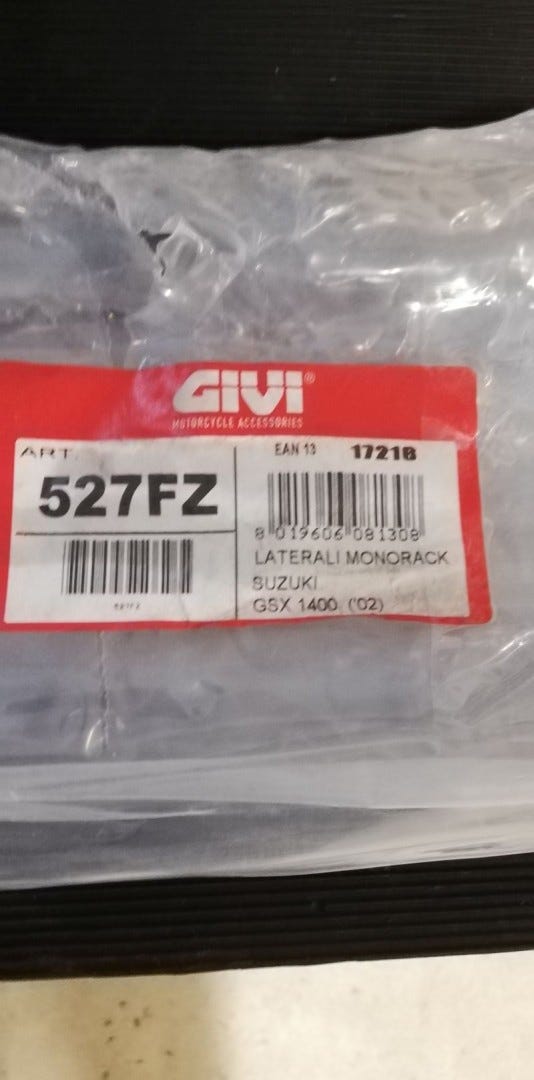 GIVI®
MOTORCYCLE ACCESSORIES
ART.
527FZ
527FZ
EAN 13 1721B
8 019606 081308
LATERALI MONORACK
SUZUKI
GSX 1400 ('02)